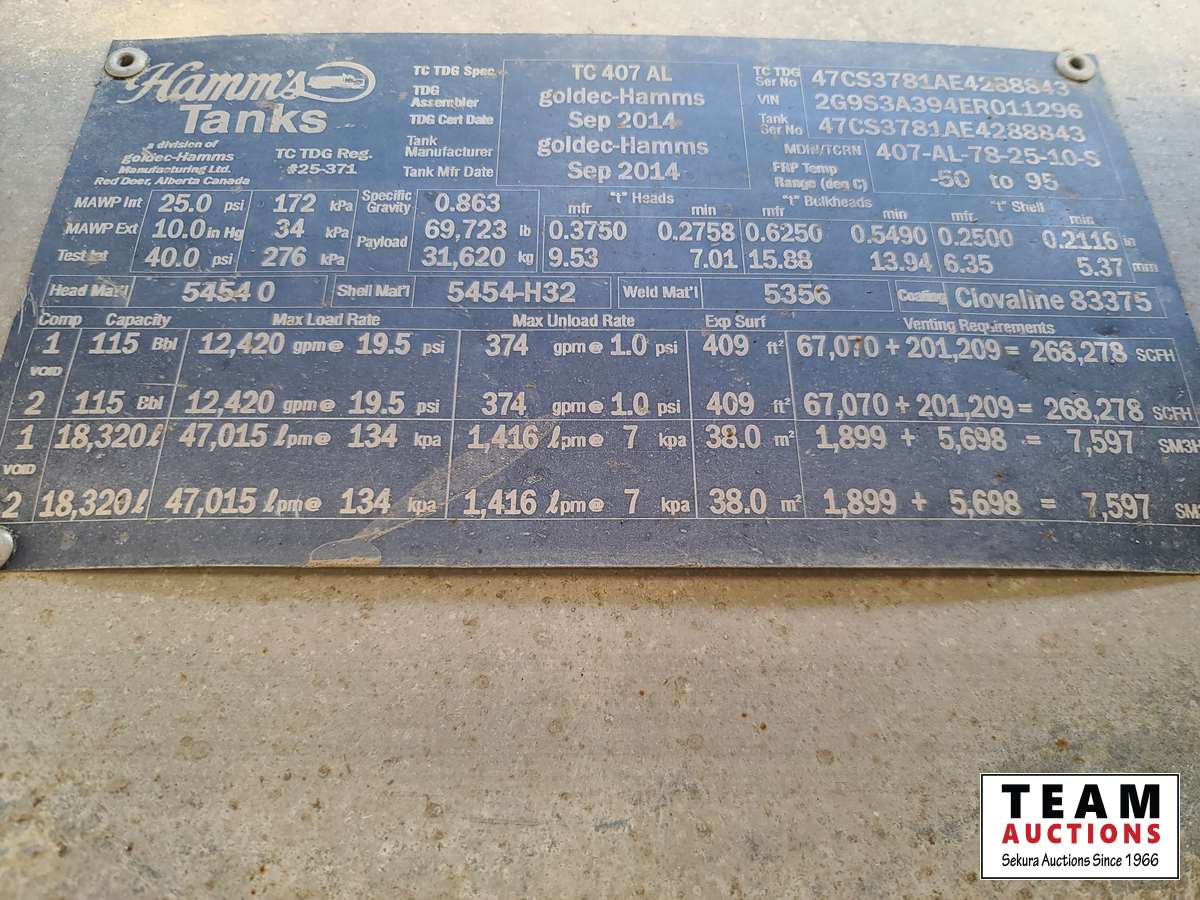 Hamm's Tanks
a division of
goldec-Hamms
Manufacturing Ltd.
Red Deer, Alberta Canada
TC TDG Reg.
#25-371
TC TDG Spec. TC 407 AL
TDG Assembler goldec-Hamms
TDG Cert Date Sep 2014
Tank Manufacturer goldec-Hamms
Tank Mfr Date Sep 2014
TC TDG Ser No 47CS3781AE4288843
VIN 2G9S3A394ER011296
Tank Ser No 47CS3781AE4288843
MDN/TCRN 407-AL-78-25-10-S
FRP Temp Range (deg C) -50 to 95
MAWP Int 25.0 psi 172 kPa
MAWP Ext 10.0 in Hg 34 kPa
Test Int 40.0 psi 276 kPa
Specific Gravity 0.863
Payload 69,723 lb
31,620 kg
"t" Heads "t" Bulkheads "t" Shell
mfr min mfr min mfr min
0.3750 0.2758 0.6250 0.5490 0.2500 0.2116 in
9.53 7.01 15.88 13.94 6.35 5.37 mm
Head Mat'l 5454 0 Shell Mat'l 5454-H32 Weld Mat'l 5356 Coating Clovaline 83375
Comp Capacity Max Load Rate Max Unload Rate Exp Surf Venting Requirements
1 115 Bbl 12,420 gpm@ 19.5 psi 374 gpm@ 1.0 psi 409 ft² 67,070 + 201,209 = 268,278 SCFH
VOID
2 115 Bbl 12,420 gpm@ 19.5 psi 374 gpm@ 1.0 psi 409 ft² 67,070 + 201,209 = 268,278 SCFH
1 18,320ℓ 47,015 ℓpm@ 134 kpa 1,416 ℓpm@ 7 kpa 38.0 m² 1,899 + 5,698 = 7,597 SM3H
VOID
2 18,320ℓ 47,015 ℓpm@ 134 kpa 1,416 ℓpm@ 7 kpa 38.0 m² 1,899 + 5,698 = 7,597
TEAM
AUCTIONS
Sekura Auctions Since 1966